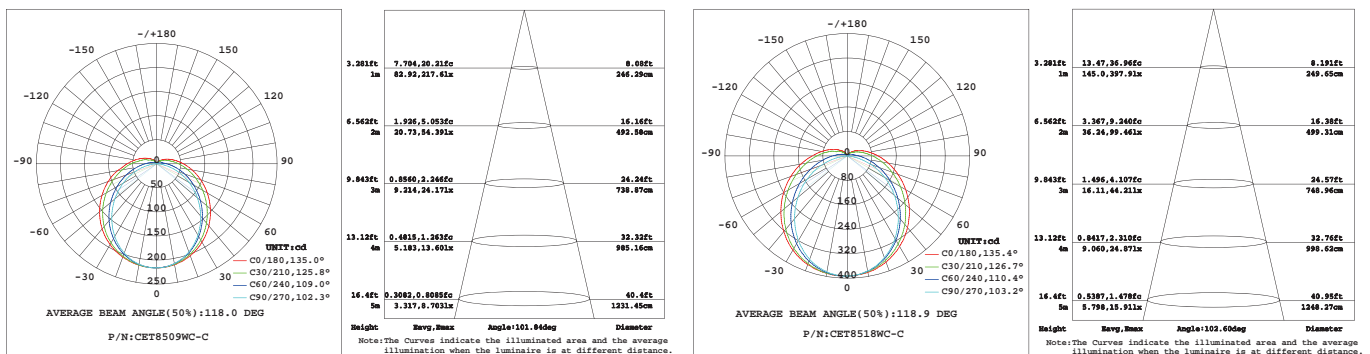 -/+180
-150 150
-120 120
-90 90
-60 60
-30 30
0
0
50
100
150
200
250
UNIT:cd
C0/180,135.0°
C30/210,125.8°
C60/240,109.0°
C90/270,102.3°
AVERAGE BEAM ANGLE(50%):118.0 DEG
P/N:CET8509WC-C
3.281ft 7.704,20.21fc 8.08ft
1m 82.92,217.61x 246.29cm
6.562ft 1.926,5.053fc 16.16ft
2m 20.73,54.391x 492.58cm
9.843ft 0.8560,2.246fc 24.24ft
3m 9.214,24.171x 738.87cm
13.12ft 0.4815,1.263fc 32.32ft
4m 5.183,13.601x 985.16cm
16.4ft 0.3082,0.8085fc 40.4ft
5m 3.317,8.7031x 1231.45cm
Height Eavg,Emax Angle:101.84deg Diameter
Note:The Curves indicate the illuminated area and the average
illumination when the luminaire is at different distance.
-/+180
-150 150
-120 120
-90 90
-60 60
-30 30
0
0
80
160
240
320
400
UNIT:cd
C0/180,135.4°
C30/210,126.7°
C60/240,110.4°
C90/270,103.2°
AVERAGE BEAM ANGLE(50%):118.9 DEG
P/N:CET8518WC-C
3.281ft 13.47,36.96fc 8.191ft
1m 145.0,397.91x 249.65cm
6.562ft 3.367,9.240fc 16.38ft
2m 36.24,99.461x 499.31cm
9.843ft 1.496,4.107fc 24.57ft
3m 16.11,44.211x 748.96cm
13.12ft 0.8417,2.310fc 32.76ft
4m 9.060,24.871x 998.62cm
16.4ft 0.5387,1.478fc 40.95ft
5m 5.798,15.911x 1248.27cm
Height Eavg,Emax Angle:102.60deg Diameter
Note:The Curves indicate the illuminated area and the average
illumination when the luminaire is at different distance.